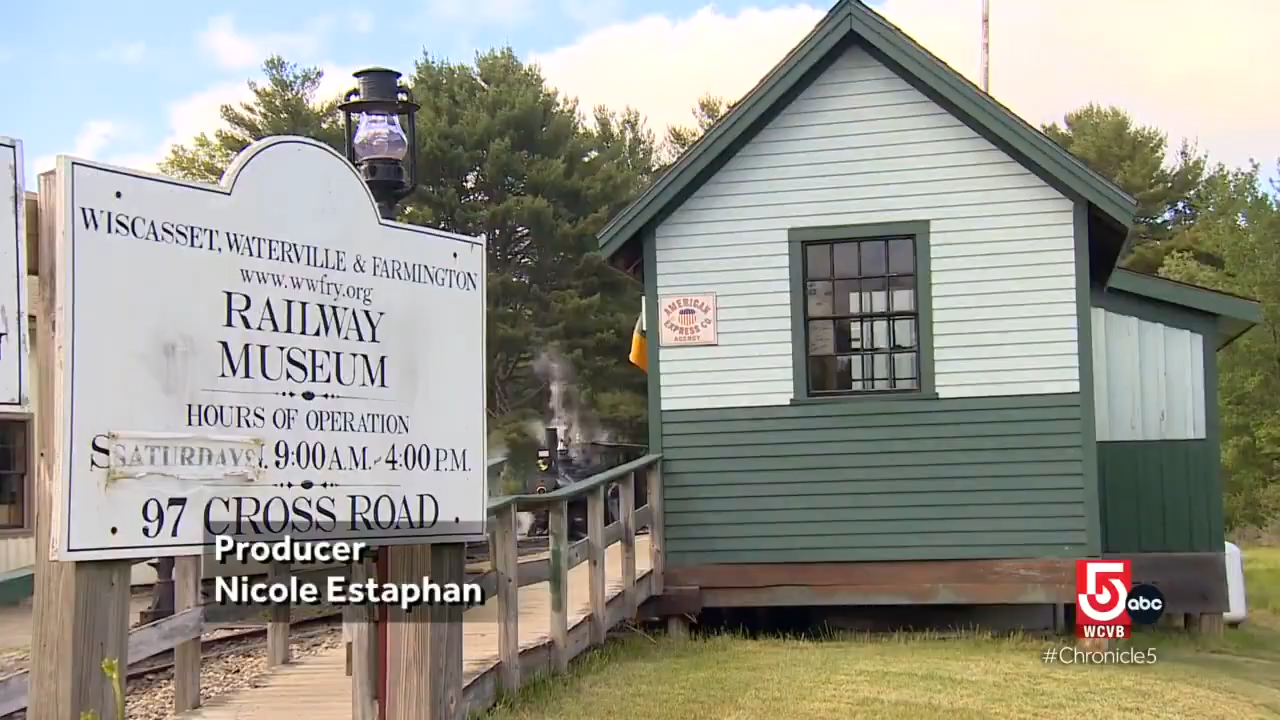 WISCASSET, WATERVILLE & FARMINGTON
www.wwfry.org
RAILWAY
MUSEUM
HOURS OF OPERATION
SATURDAYS 9:00 A.M.-4:00 P.M.
97 CROSS ROAD
AMERICAN
EXPRESS CO.
AGENCY
Producer
Nicole Estaphan
5
abc
WCVB
#Chronicle5